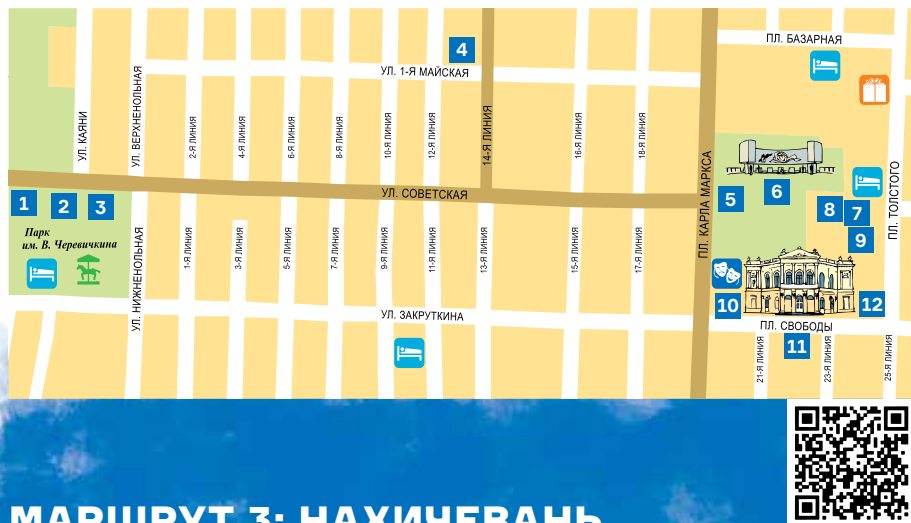 ПЛ. БАЗАРНАЯ
4
УЛ. 1-Я МАЙСКАЯ
УЛ. КАЯНИ
УЛ. ВЕРХНЕНОЛЬНАЯ
2-Я ЛИНИЯ
4-Я ЛИНИЯ
6-Я ЛИНИЯ
8-Я ЛИНИЯ
10-Я ЛИНИЯ
12-Я ЛИНИЯ
14-Я ЛИНИЯ
16-Я ЛИНИЯ
18-Я ЛИНИЯ
ПЛ. КАРЛА МАРКСА
ПЛ. ТОЛСТОГО
УЛ. СОВЕТСКАЯ
1
2
3
5
6
8
7
9
Парк
им. В. Черевичкина
УЛ. НИЖНЕНОЛЬНАЯ
1-Я ЛИНИЯ
3-Я ЛИНИЯ
5-Я ЛИНИЯ
7-Я ЛИНИЯ
9-Я ЛИНИЯ
11-Я ЛИНИЯ
13-Я ЛИНИЯ
15-Я ЛИНИЯ
17-Я ЛИНИЯ
10
12
УЛ. ЗАКРУТКИНА
ПЛ. СВОБОДЫ
11
21-Я ЛИНИЯ
23-Я ЛИНИЯ
25-Я ЛИНИЯ
МАРШРУТ 3: НАХИЧЕВАНЬ